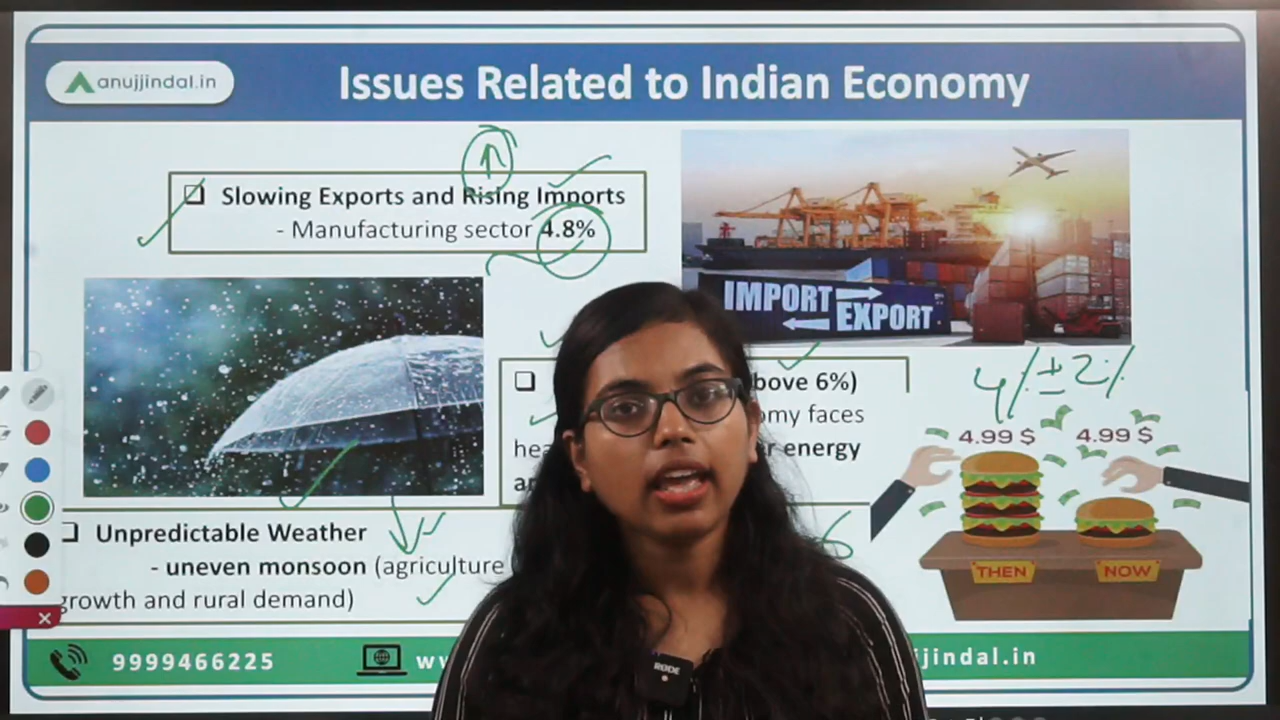 anujjindal.in
Issues Related to Indian Economy
Slowing Exports and Rising Imports
- Manufacturing sector 4.8%
IMPORT
EXPORT
bove 6%)
omy faces
hea
r energy
4% ± 2%
4.99 $ 4.99 $
THEN NOW
Unpredictable Weather
- uneven monsoon (agriculture
growth and rural demand)
6
9999466225
jindal.in
RODE